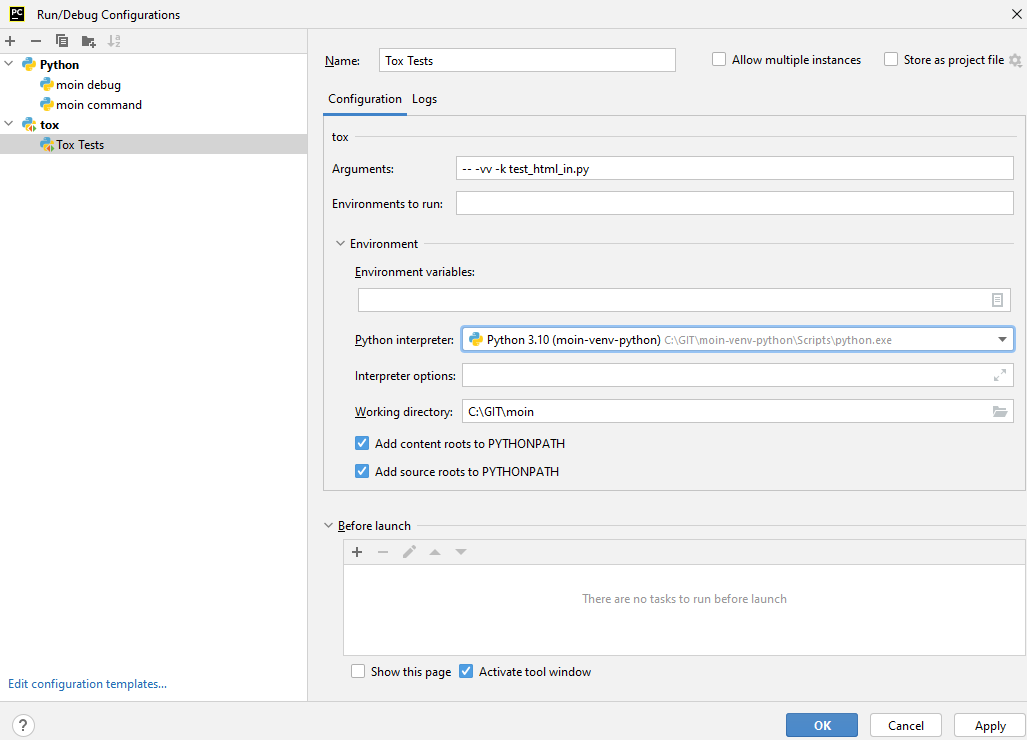 PC Run/Debug Configurations
Python
moin debug
moin command
tox
Tox Tests
Edit configuration templates...
Name: Tox Tests Allow multiple instances Store as project file
Configuration Logs
tox
Arguments: -- -vv -k test_html_in.py
Environments to run:
Environment
Environment variables:
Python interpreter: Python 3.10 (moin-venv-python) C:\GIT\moin-venv-python\Scripts\python.exe
Interpreter options:
Working directory: C:\GIT\moin
Add content roots to PYTHONPATH
Add source roots to PYTHONPATH
Before launch
There are no tasks to run before launch
Show this page Activate tool window
? OK Cancel Apply